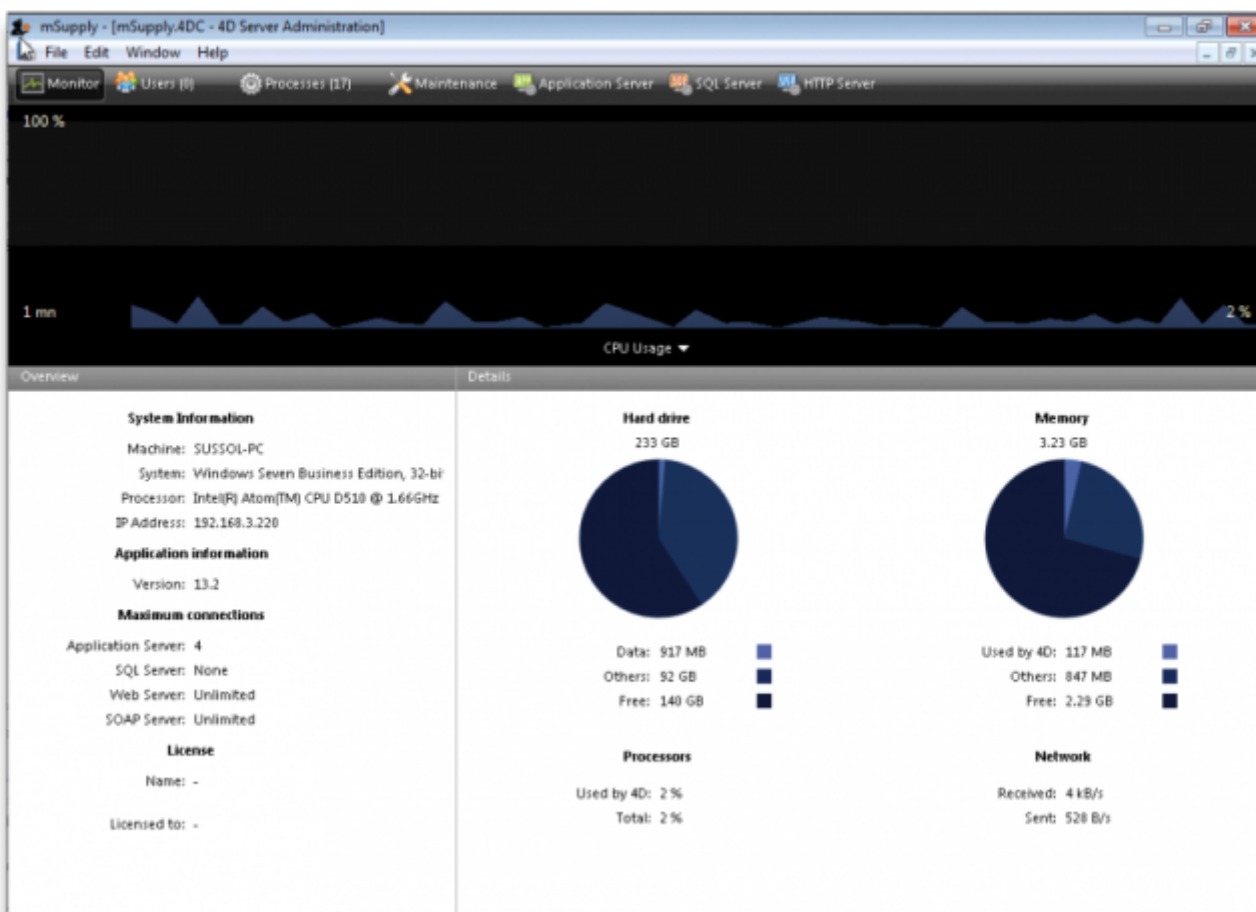 mSupply - [mSupply.4DC - 4D Server Administration]
File Edit Window Help
Monitor Users (0) Processes (17) Maintenance Application Server SQL Server HTTP Server
100 %
1 mn
2 %
CPU Usage
Overview
Details
System Information
Machine: SUSSOL-PC
System: Windows Seven Business Edition, 32-bi
Processor: Intel(R) Atom(TM) CPU D510 @ 1.66GHz
IP Address: 192.168.3.220
Application information
Version: 13.2
Maximum connections
Application Server: 4
SQL Server: None
Web Server: Unlimited
SOAP Server: Unlimited
License
Name: -
Licensed to: -
Hard drive
233 GB
Data: 917 MB
Others: 92 GB
Free: 140 GB
Memory
3.23 GB
Used by 4D: 117 MB
Others: 847 MB
Free: 2.29 GB
Processors
Used by 4D: 2 %
Total: 2 %
Network
Received: 4 kB/s
Sent: 528 B/s